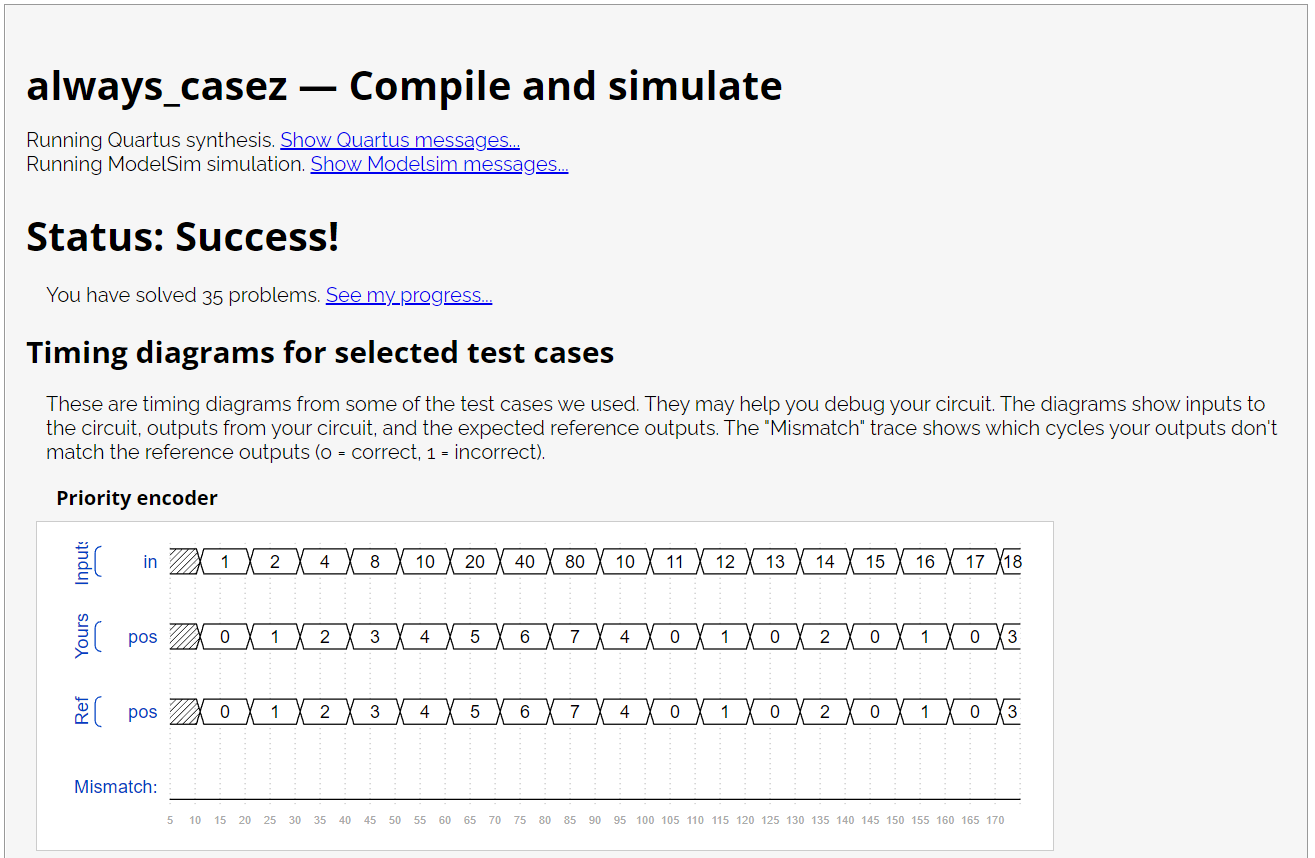 always_casez — Compile and simulate
Running Quartus synthesis. Show Quartus messages...
Running ModelSim simulation. Show Modelsim messages...
Status: Success!
You have solved 35 problems. See my progress...
Timing diagrams for selected test cases
These are timing diagrams from some of the test cases we used. They may help you debug your circuit. The diagrams show inputs to
the circuit, outputs from your circuit, and the expected reference outputs. The "Mismatch" trace shows which cycles your outputs don't
match the reference outputs (0 = correct, 1 = incorrect).
Priority encoder
Inputs in 1 2 4 8 10 20 40 80 10 11 12 13 14 15 16 17 18
Yours pos 0 1 2 3 4 5 6 7 4 0 1 0 2 0 1 0 3
Ref pos 0 1 2 3 4 5 6 7 4 0 1 0 2 0 1 0 3
Mismatch:
5 10 15 20 25 30 35 40 45 50 55 60 65 70 75 80 85 90 95 100 105 110 115 120 125 130 135 140 145 150 155 160 165 170